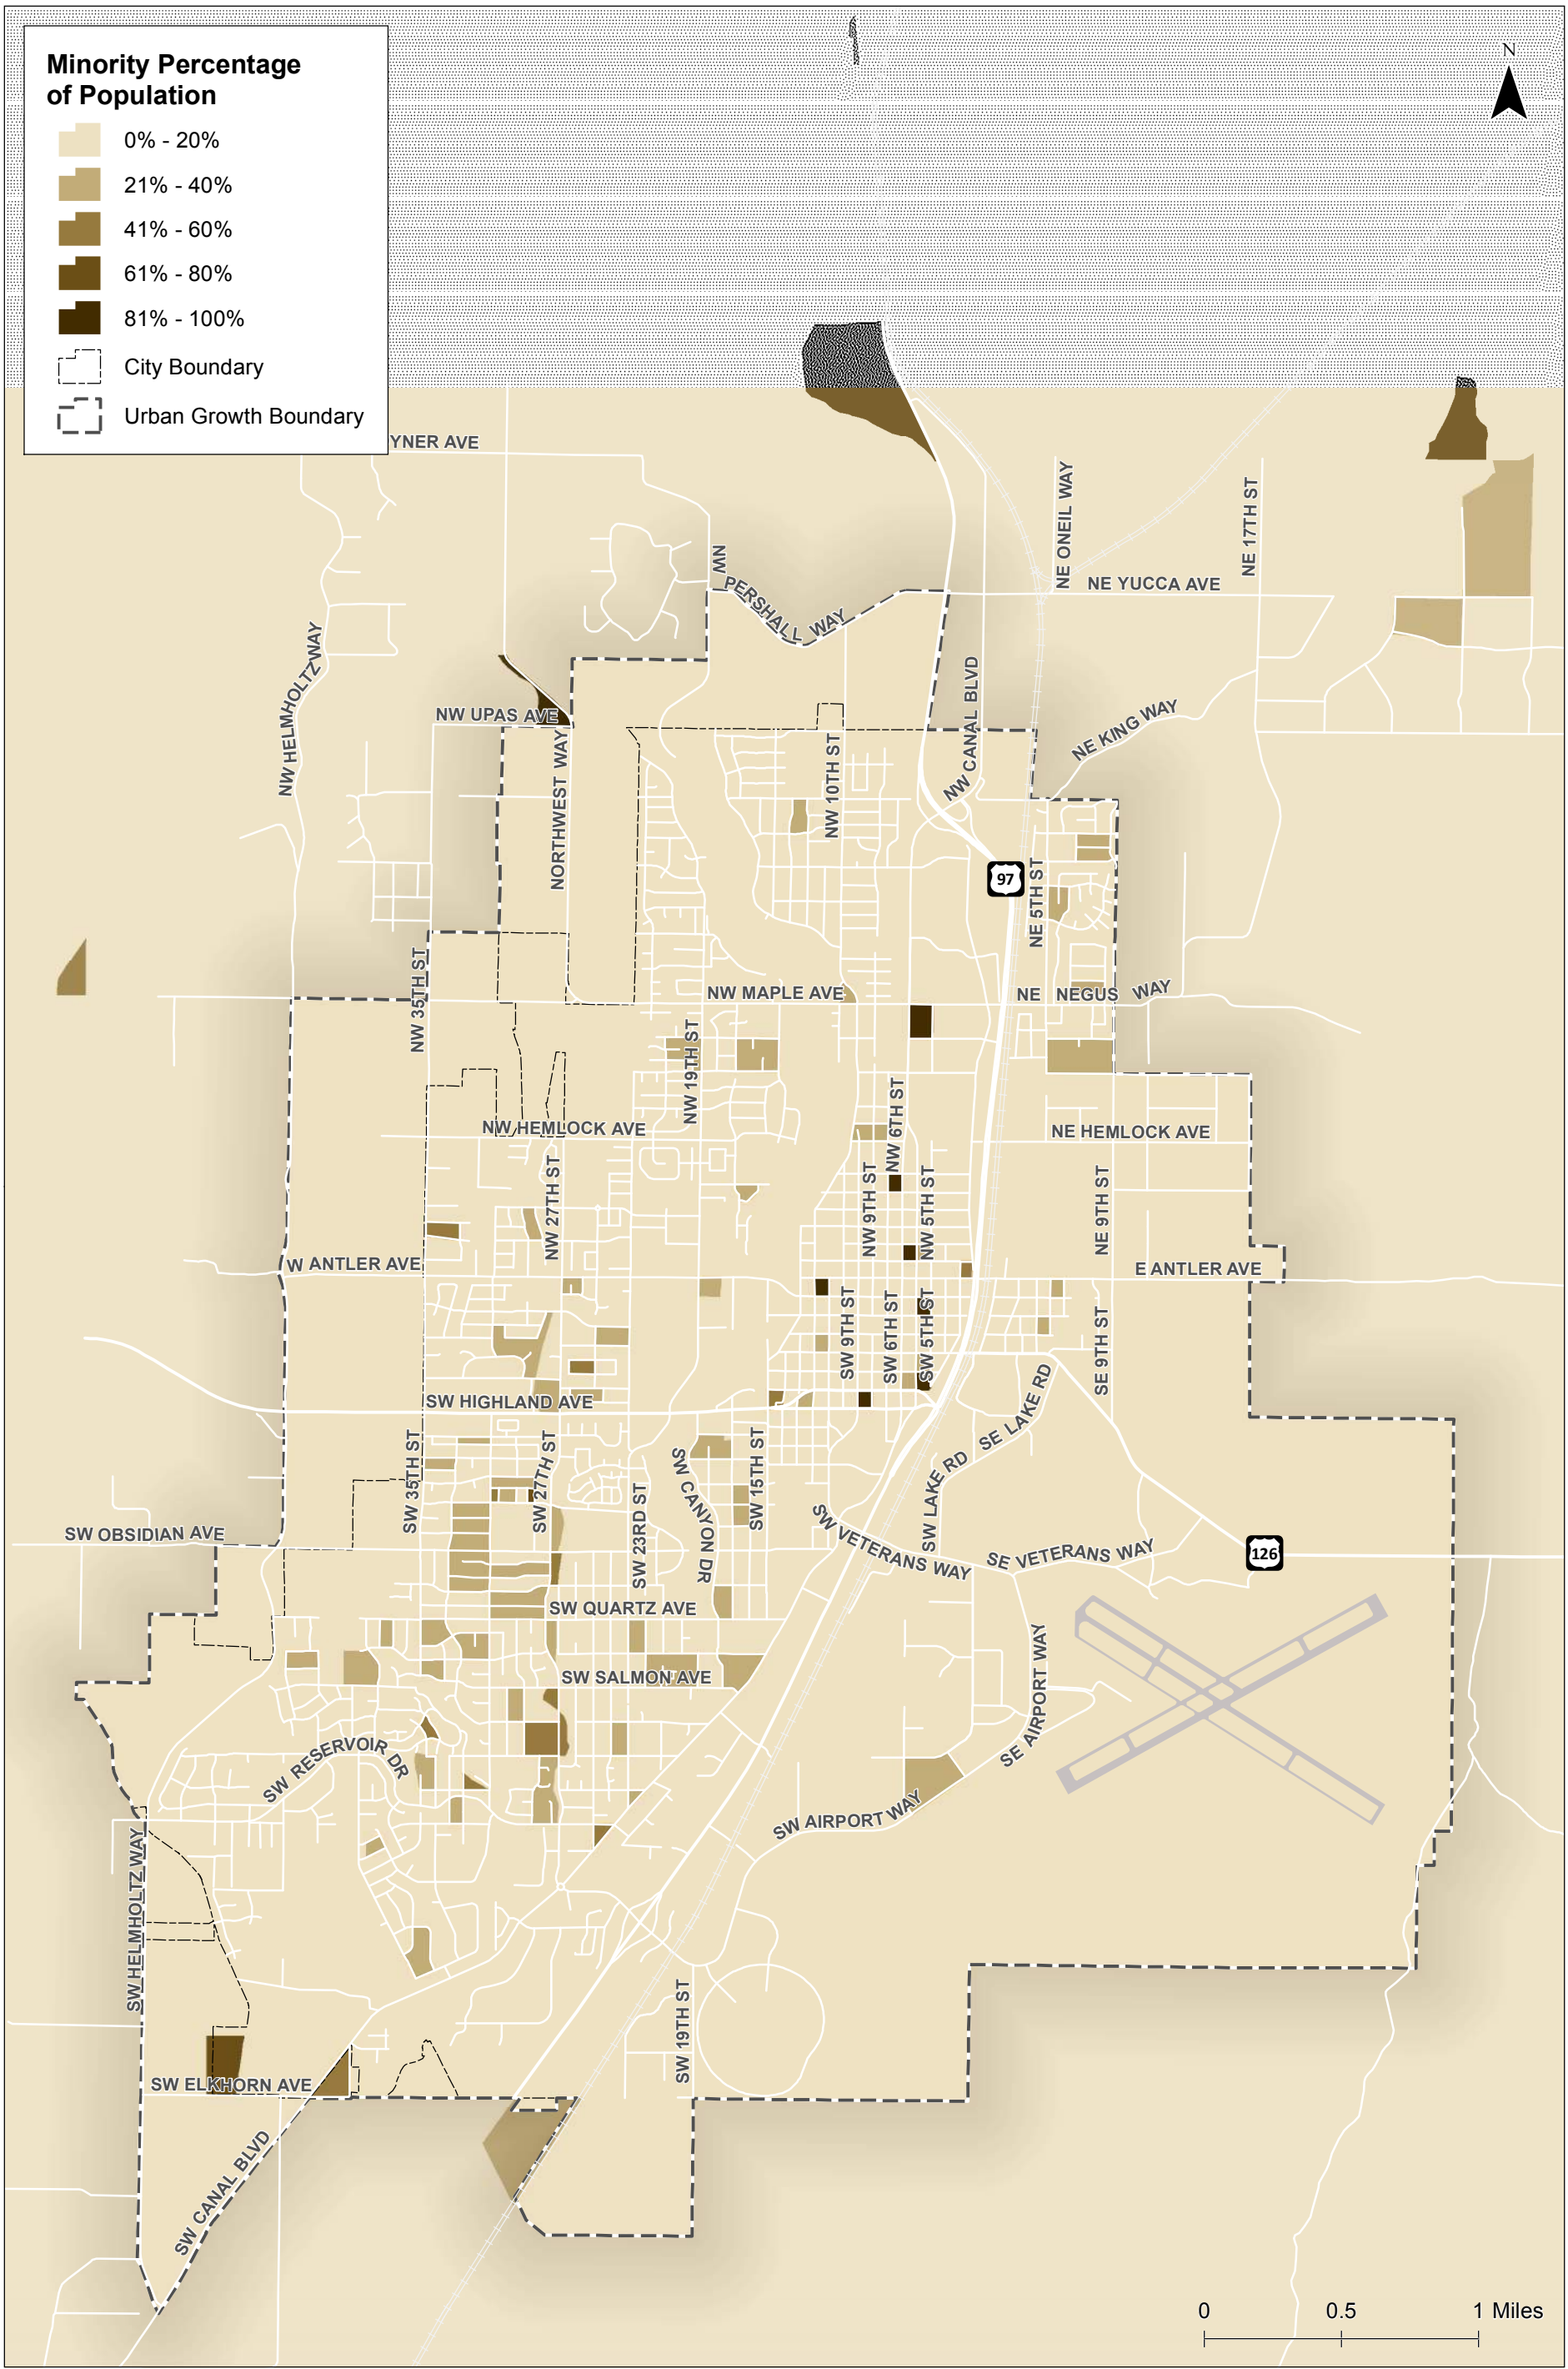 Minority Percentage
of Population
0% - 20%
21% - 40%
41% - 60%
61% - 80%
81% - 100%
City Boundary
Urban Growth Boundary
N
YNER AVE
NE ONEIL WAY
NE 17TH ST
NE YUCCA AVE
NW
PERSHALL WAY
NW HELMHOLTZ WAY
NW UPAS AVE
NW CANAL BLVD
NE KING WAY
NORTHWEST WAY
NW 10TH ST
97
NE 5TH ST
NW 35TH ST
NW MAPLE AVE
NE NEGUS WAY
NW 19TH ST
NW HEMLOCK AVE
NW 6TH ST
NE HEMLOCK AVE
NW 27TH ST
NW 9TH ST
NW 5TH ST
NE 9TH ST
W ANTLER AVE
E ANTLER AVE
SW 9TH ST
SW 6TH ST
SW 5TH ST
SE 9TH ST
SW HIGHLAND AVE
SE LAKE RD
SW 35TH ST
SW 27TH ST
SW 23RD ST
SW CANYON DR
SW 15TH ST
SW LAKE RD
SW OBSIDIAN AVE
SW VETERANS WAY
SE VETERANS WAY
126
SW QUARTZ AVE
SW SALMON AVE
SE AIRPORT WAY
SW RESERVOIR DR
SW AIRPORT WAY
SW HELMHOLTZ WAY
SW 19TH ST
SW ELKHORN AVE
SW CANAL BLVD
0 0.5 1 Miles